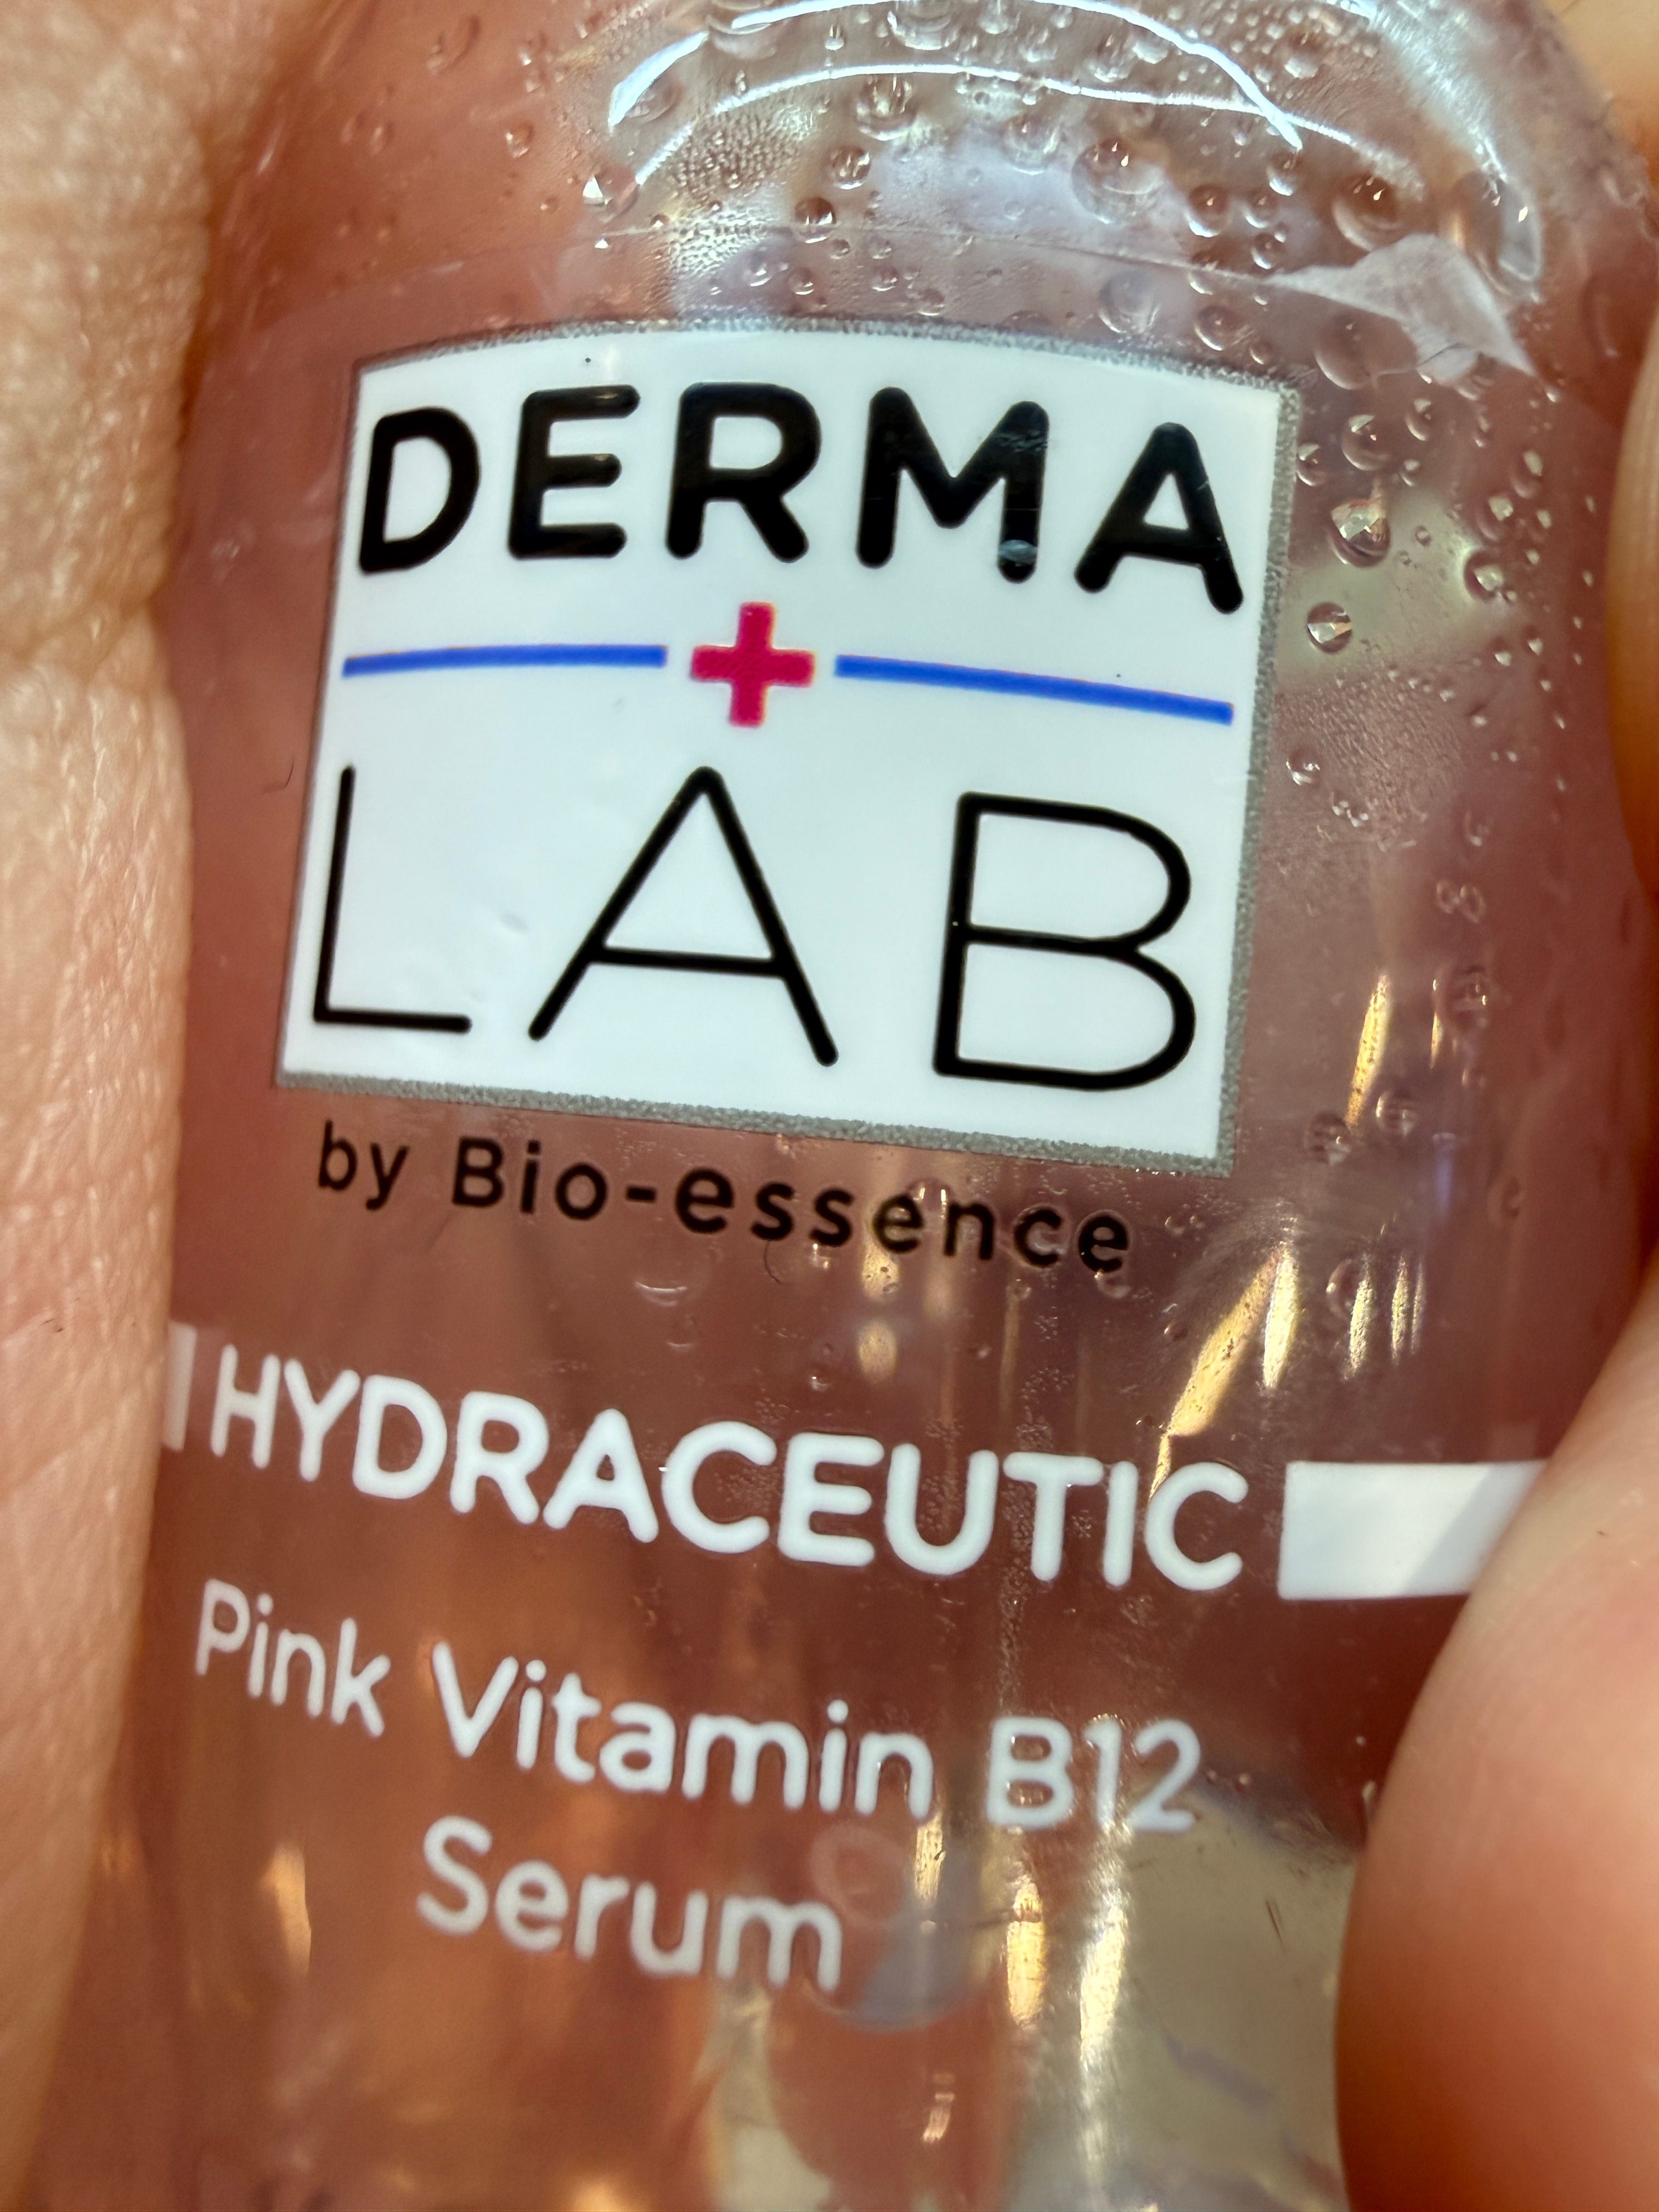 DERMA
LAB
by Bio-essence
HYDRACEUTIC
Pink Vitamin B12
Serum